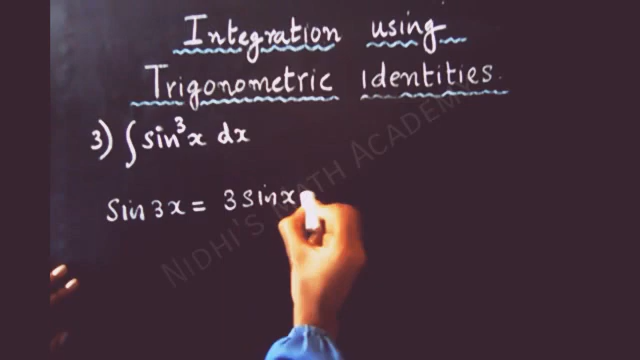 Integration using
Trigonometric Identities.
3) ∫ sin³x dx
Sin 3x = 3 sin x
NIDHI'S MATH ACADEMY